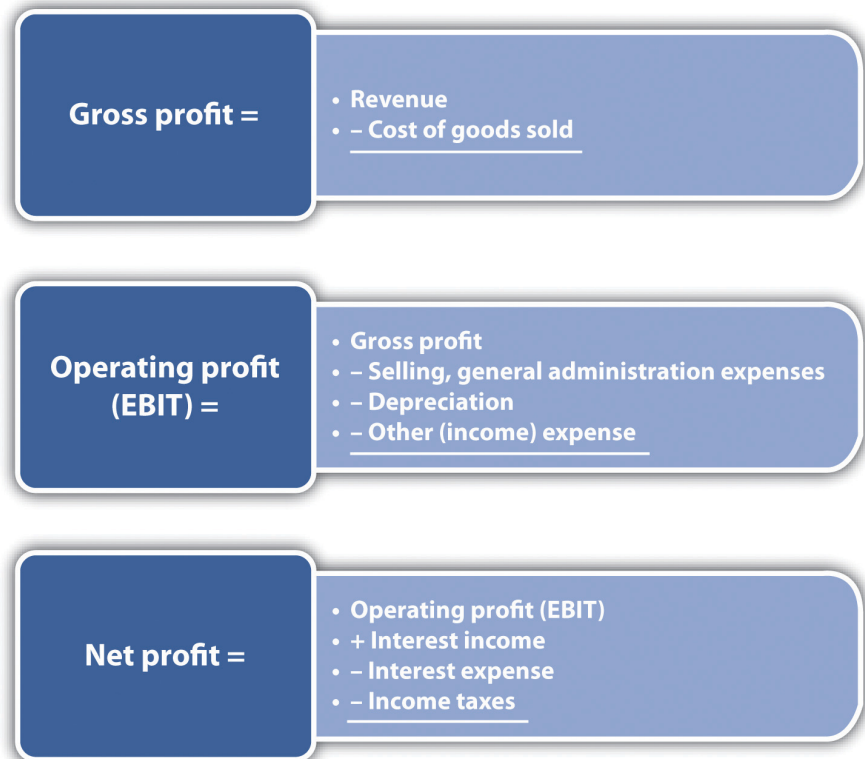 Gross profit =
• Revenue
• – Cost of goods sold
Operating profit
(EBIT) =
• Gross profit
• – Selling, general administration expenses
• – Depreciation
• – Other (income) expense
Net profit =
• Operating profit (EBIT)
• + Interest income
• – Interest expense
• – Income taxes